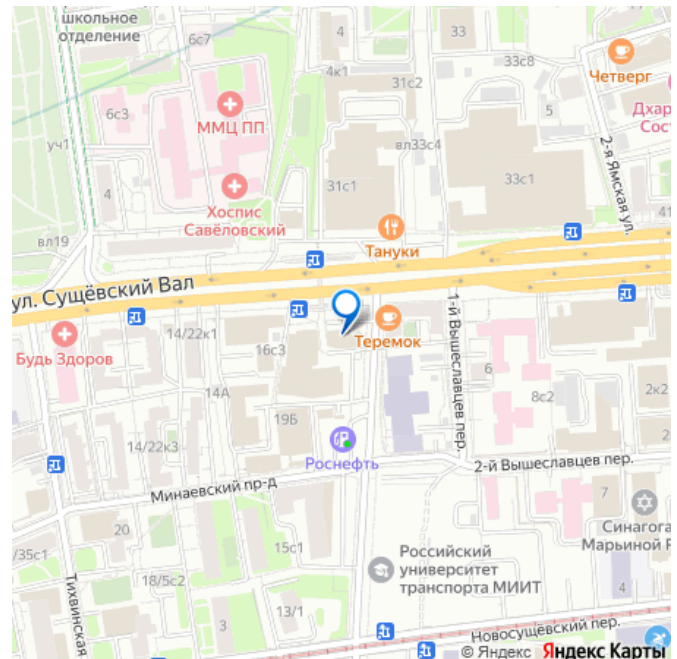 школьное
отделение
6с7
33
4к1
31с2
33с8
Четверг
ММЦ ПП
6с3
5
Дхар
Сост
уч1
вл33с4
2-я Ямская ул.
4
31с1
33с1
Хоспис
Савёловский
41
вл19
Тануки
ул. Сущёвский Вал
1-й Вышеславцев пер.
14/22к1
Теремок
Будь Здоров
16с3
6
14А
8с2
2к2
19Б
14/22к3
2
Роснефть
2-й Вышеславцев пер.
Минаевский пр-д
7
20
Синагога
Марьиной Р
/35с1
15с1
Российский
университет
транспорта МИИТ
18/5с2
4
Тихвинская
3
13/1
Новосущёвский пер.
© Яндекс Яндекс Карты